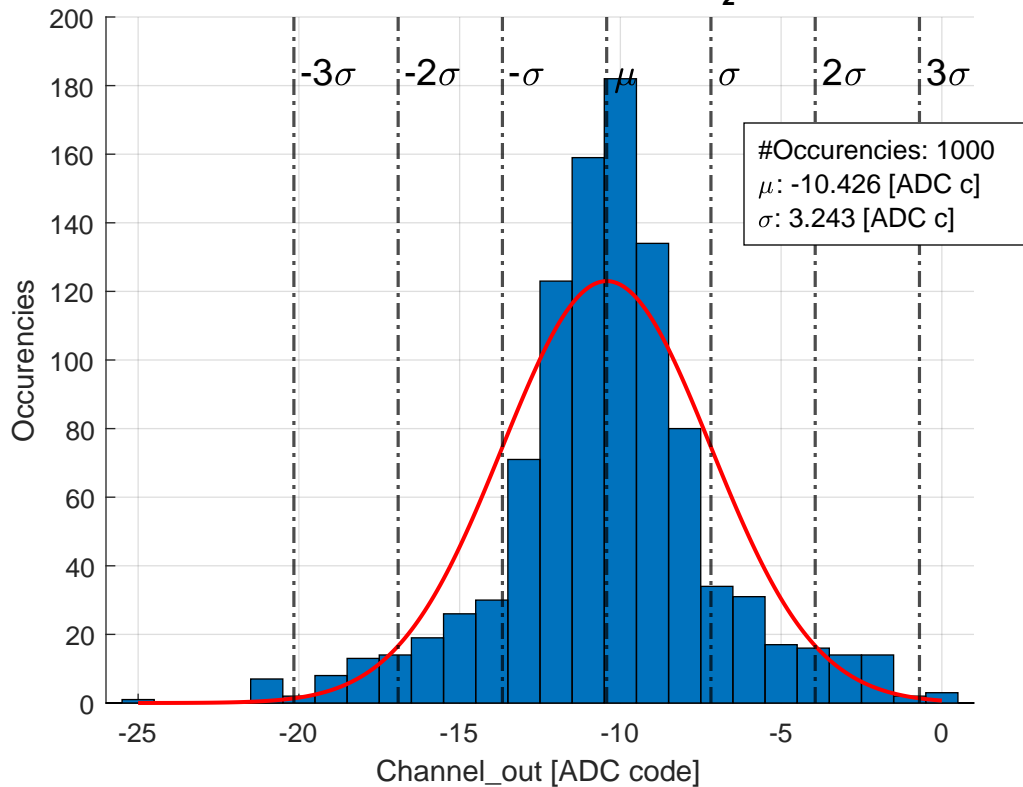 2
200
180
160
140
120
100
80
60
40
20
0
Occurencies
-3σ -2σ -σ μ σ 2σ 3σ
#Occurencies: 1000
μ: -10.426 [ADC c]
σ: 3.243 [ADC c]
-25 -20 -15 -10 -5 0
Channel_out [ADC code]